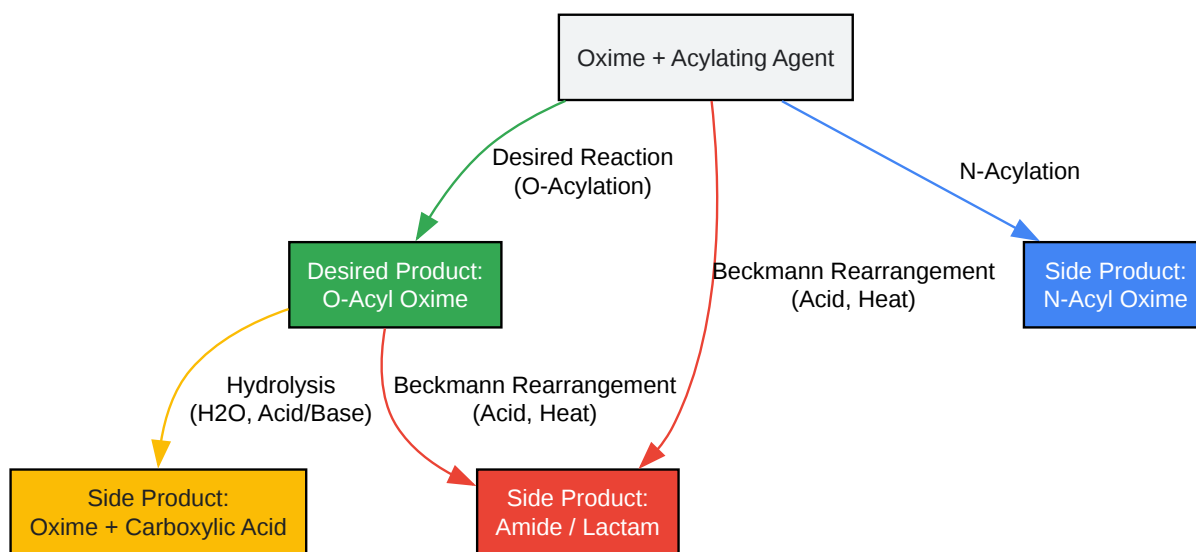 Oxime + Acylating Agent
Desired Reaction
(O-Acylation)
N-Acylation
Desired Product:
O-Acyl Oxime
Beckmann Rearrangement
(Acid, Heat)
Side Product:
N-Acyl Oxime
Hydrolysis
(H2O, Acid/Base)
Beckmann Rearrangement
(Acid, Heat)
Side Product:
Oxime + Carboxylic Acid
Side Product:
Amide / Lactam